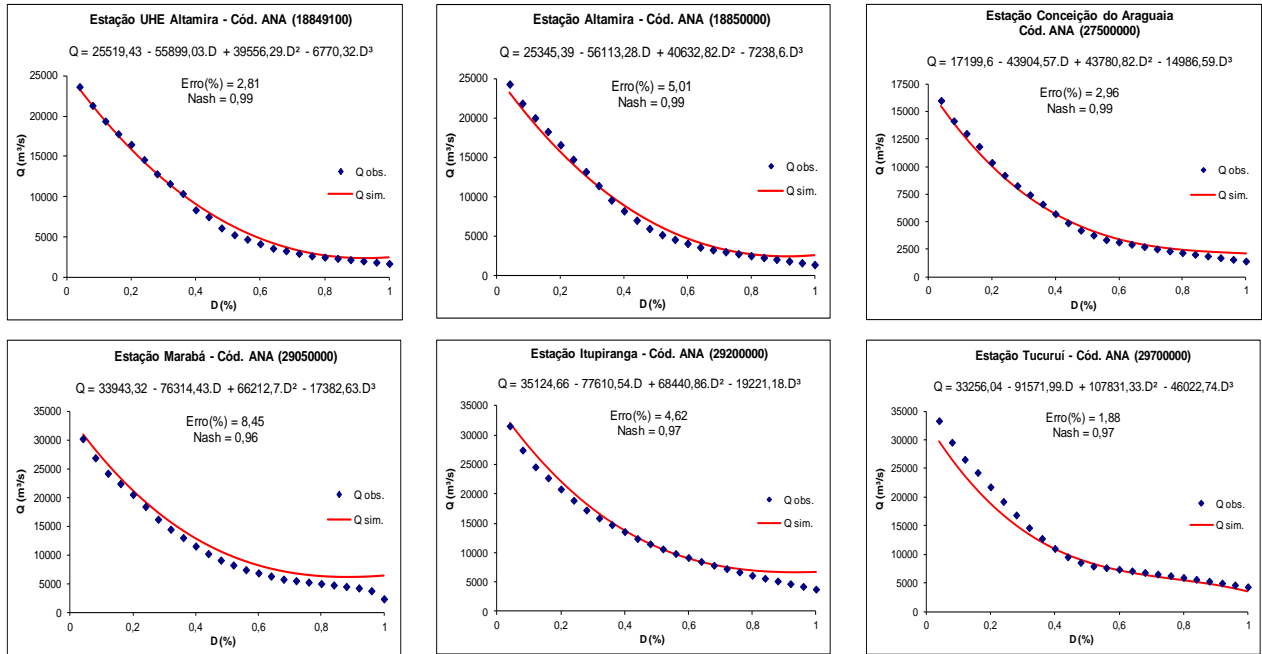 Estação UHE Altamira - Cód. ANA (18849100)
Q = 25519,43 - 55899,03.D + 39556,29.D² - 6770,32.D³
Erro(%) = 2,81
Nash = 0,99
Q (m³/s)
25000
20000
15000
10000
5000
0
0 0,2 0,4 0,6 0,8 1
D (%)
Q obs.
Q sim.
Estação Altamira - Cód. ANA (18850000)
Q = 25345,39 - 56113,28.D + 40632,82.D² - 7238,6.D³
Erro(%) = 5,01
Nash = 0,99
Q (m³/s)
25000
20000
15000
10000
5000
0
0 0,2 0,4 0,6 0,8 1
D (%)
Q obs.
Q sim.
Estação Conceição do Araguaia
Cód. ANA (27500000)
Q = 17199,6 - 43904,57.D + 43780,82.D² - 14986,59.D³
Erro(%) = 2,96
Nash = 0,99
Q (m³/s)
17500
15000
12500
10000
7500
5000
2500
0
0 0,2 0,4 0,6 0,8 1
D (%)
Q obs.
Q sim.
Estação Marabá - Cód. ANA (29050000)
Q = 33943,32 - 76314,43.D + 66212,7.D² - 17382,63.D³
Erro(%) = 8,45
Nash = 0,96
Q (m³/s)
35000
30000
25000
20000
15000
10000
5000
0
0 0,2 0,4 0,6 0,8 1
D (%)
Q obs.
Q sim.
Estação Itupiranga - Cód. ANA (29200000)
Q = 35124,66 - 77610,54.D + 68440,86.D² - 19221,18.D³
Erro(%) = 4,62
Nash = 0,97
Q (m³/s)
35000
30000
25000
20000
15000
10000
5000
0
0 0,2 0,4 0,6 0,8 1
D (%)
Q obs.
Q sim.
Estação Tucuruí - Cód. ANA (29700000)
Q = 33256,04 - 91571,99.D + 107831,33.D² - 46022,74.D³
Erro(%) = 1,88
Nash = 0,97
Q (m³/s)
35000
30000
25000
20000
15000
10000
5000
0
0 0,2 0,4 0,6 0,8 1
D (%)
Q obs.
Q sim.